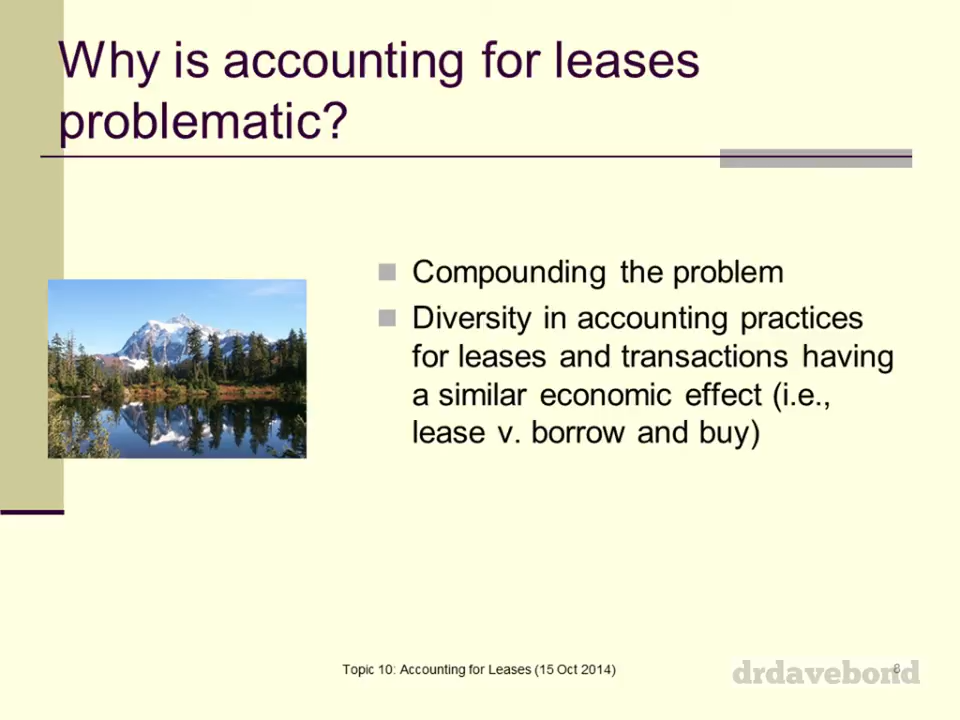 Why is accounting for leases
problematic?
Compounding the problem
Diversity in accounting practices
for leases and transactions having
a similar economic effect (i.e.,
lease v. borrow and buy)
Topic 10: Accounting for Leases (15 Oct 2014)
8
drdavebond